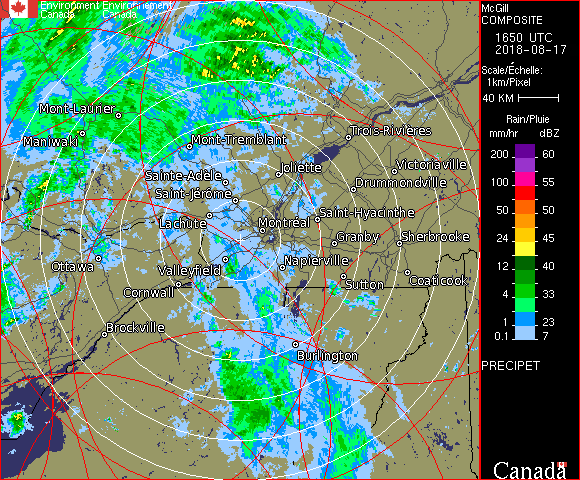 Environment Environnement
Canada Canada
Mont-Laurier
Maniwaki
Mont-Tremblant
Trois-Rivières
Sainte-Adèle
Joliette
Victoriaville
Saint-Jérôme
Drummondville
Lachute
Saint-Hyacinthe
Montréal
Granby
Sherbrooke
Ottawa
Valleyfield
Napierville
Cornwall
Sutton
Coaticook
Brockville
Burlington
McGill
COMPOSITE
1650 UTC
2018-08-17
Scale/Échelle:
1km/Pixel
40 KM
Rain/Pluie
mm/hr dBZ
200 60
100 55
50 50
24 45
12 40
4 33
1 23
0.1 7
PRECIPET
Canada